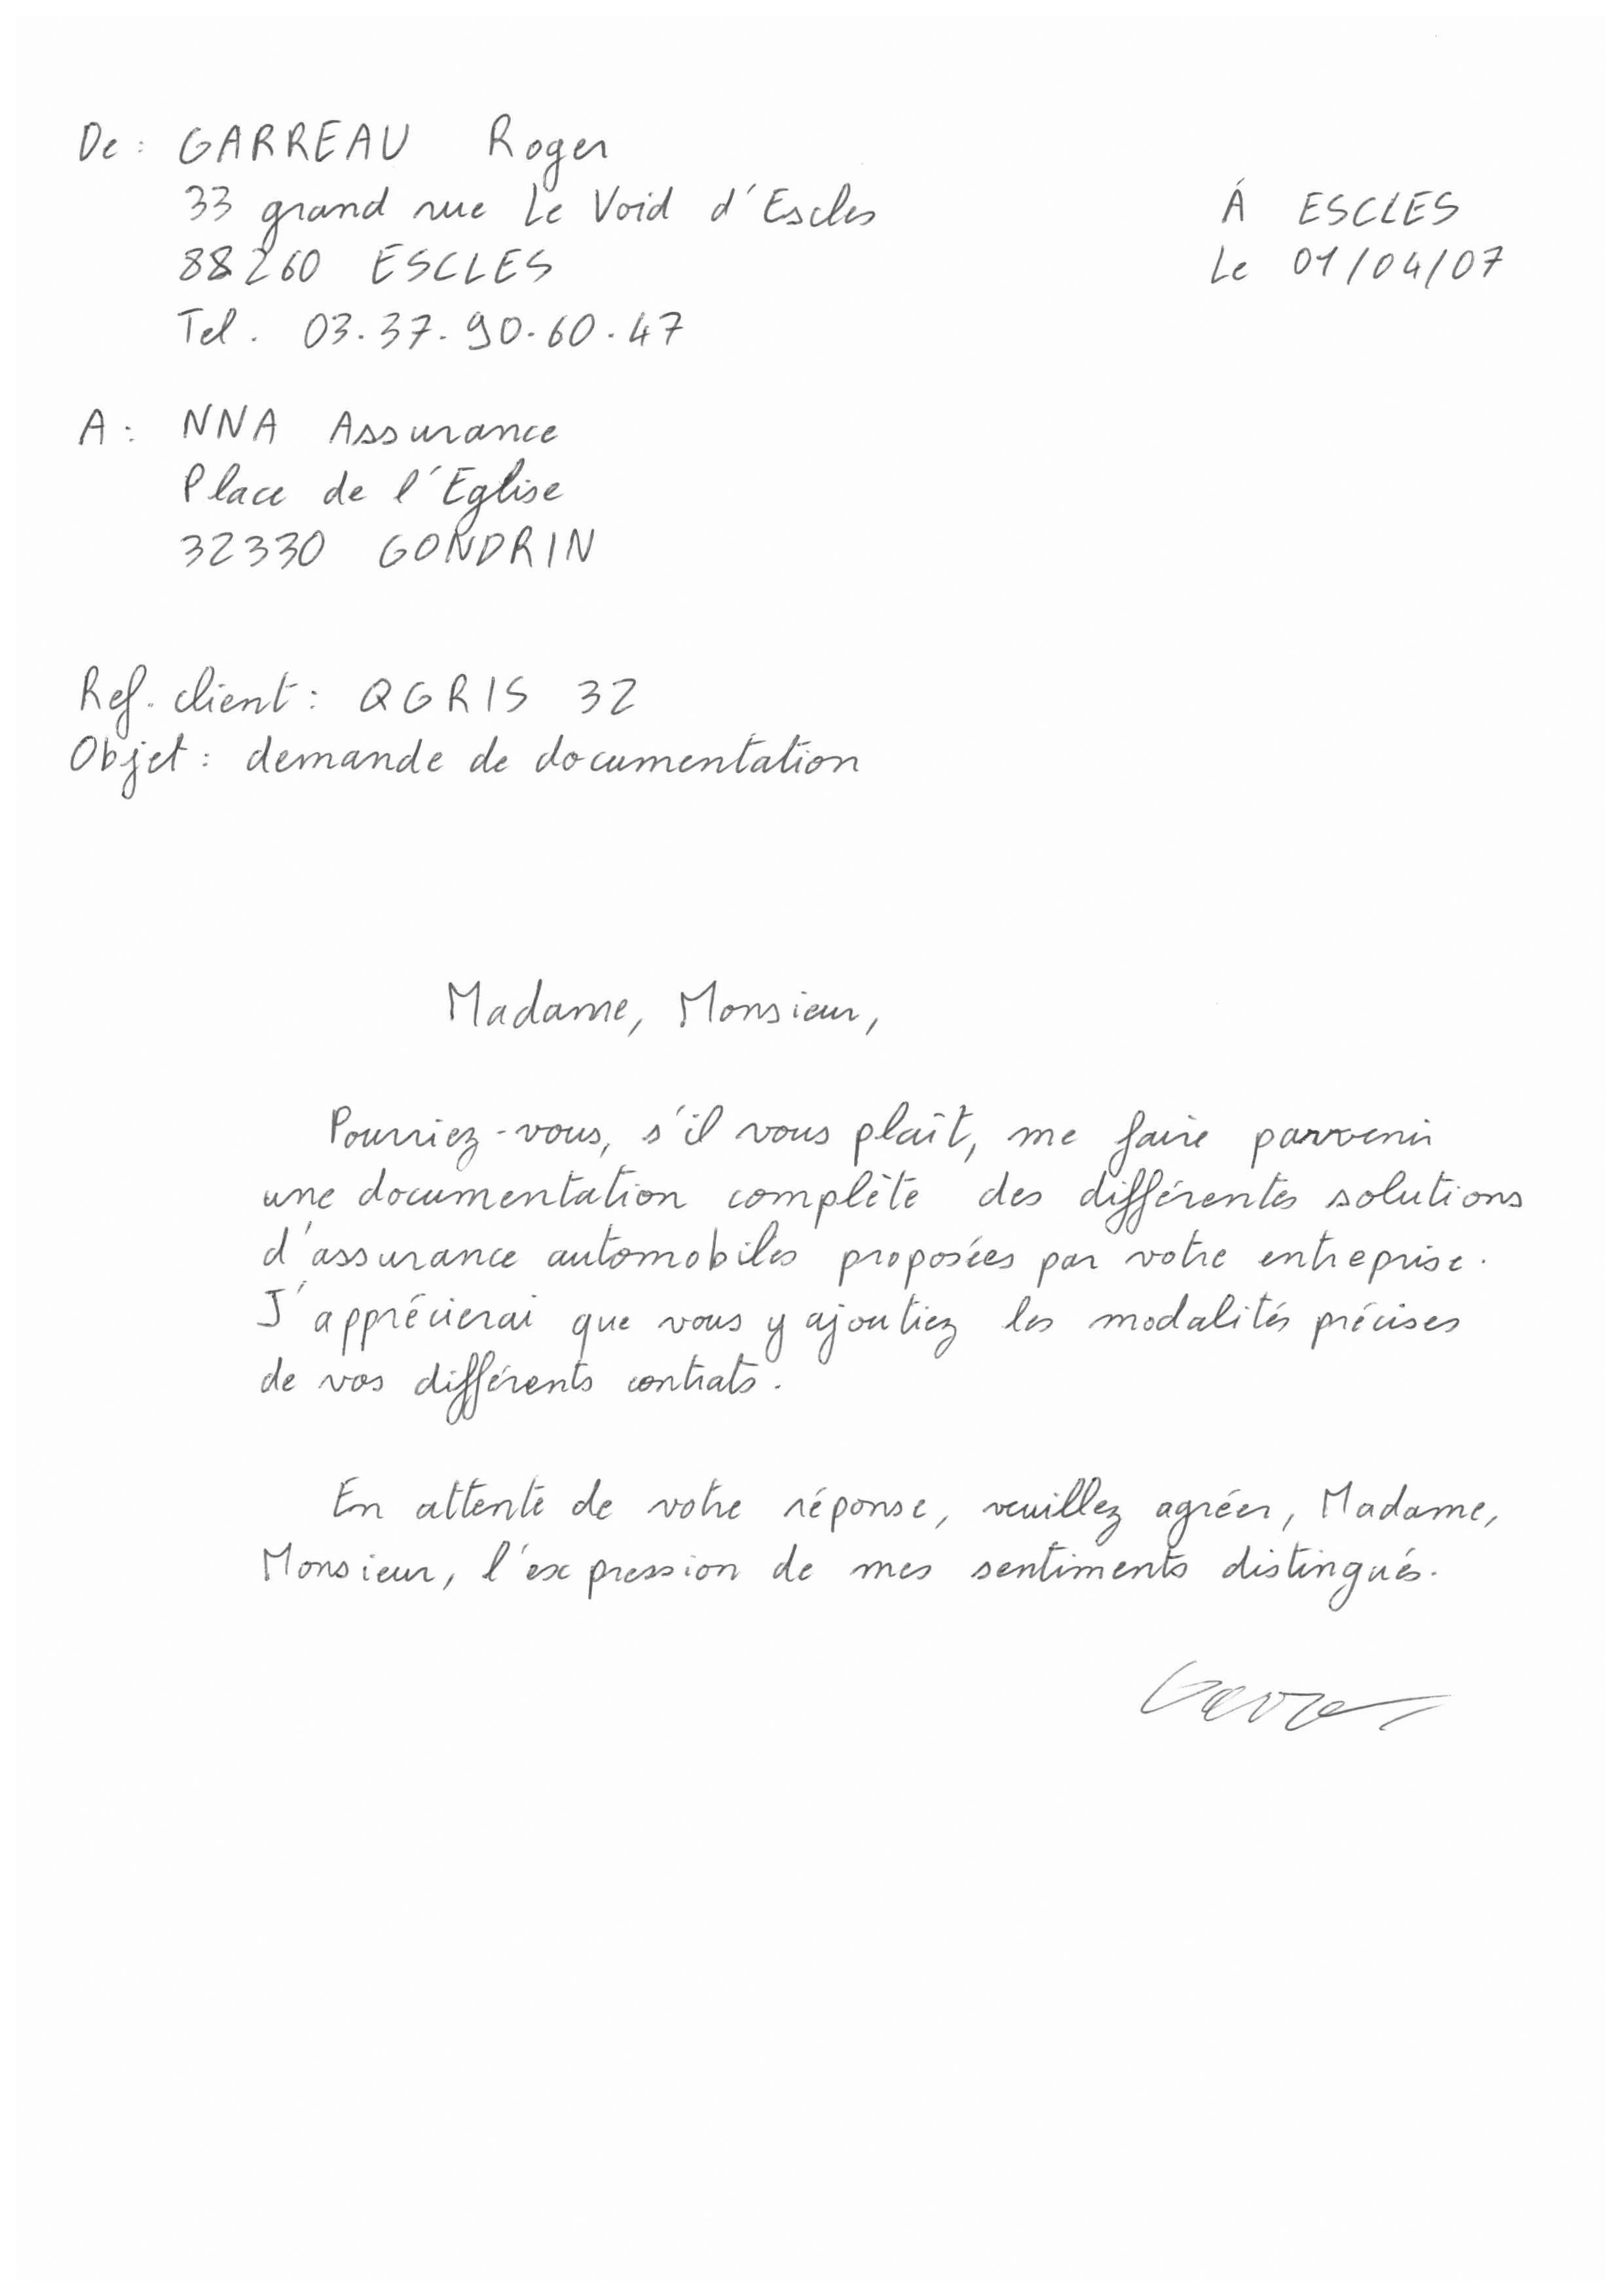 De : GARREAU Roger
33 grand rue Le Void d'Escles
88260 ESCLES
Tel. 03.37.90.60.47
Á ESCLES
Le 01/04/07
A : NNA Assurance
Place de l'Eglise
32330 GONDRIN
Ref. client : QGRIS 32
Objet : demande de documentation
Madame, Monsieur,
Pourriez-vous, s'il vous plaît, me faire parvenir
une documentation complète des différentes solutions
d'assurance automobiles proposées par votre entreprise.
J'apprécierai que vous y ajoutiez les modalités précises
de vos différents contrats.
En attente de votre réponse, veuillez agréer, Madame,
Monsieur, l'expression de mes sentiments distingués.